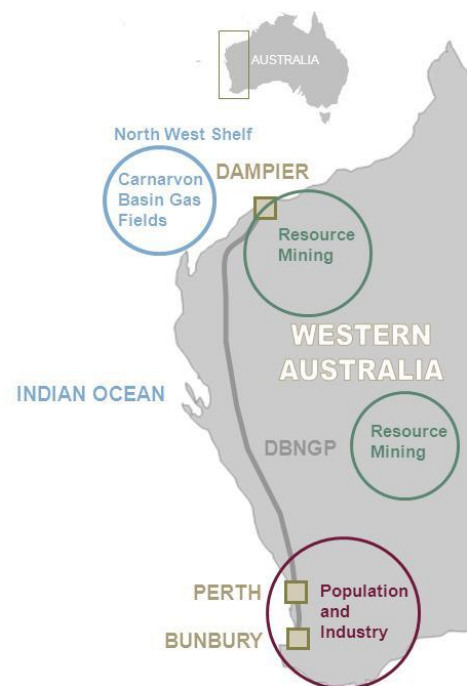 AUSTRALIA
North West Shelf
DAMPIER
Carnarvon
Basin Gas
Fields
Resource
Mining
WESTERN
AUSTRALIA
INDIAN OCEAN
Resource
Mining
DBNGP
PERTH
Population
and
Industry
BUNBURY